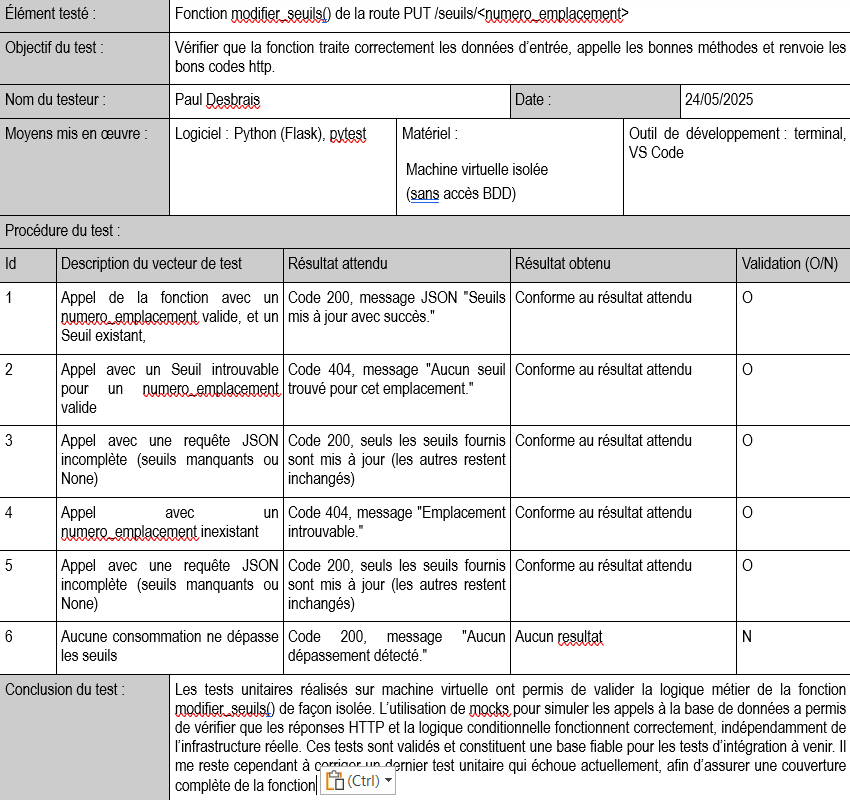 Élément testé :
Fonction modifier_seuils() de la route PUT /seuils/<numero_emplacement>
Objectif du test :
Vérifier que la fonction traite correctement les données d'entrée, appelle les bonnes méthodes et renvoie les
bons codes http.
Nom du testeur :
Paul Desbrais
Date :
24/05/2025
Moyens mis en œuvre :
Logiciel : Python (Flask), pytest
Matériel :
Machine virtuelle isolée
(sans accès BDD)
Outil de développement : terminal,
VS Code
Procédure du test :
Id
Description du vecteur de test
Résultat attendu
Résultat obtenu
Validation (O/N)
1
Appel de la fonction avec un
numero_emplacement valide, et un
Seuil existant,
Code 200, message JSON "Seuils
mis à jour avec succès."
Conforme au résultat attendu
O
2
Appel avec un Seuil introuvable
pour un numero_emplacement
valide
Code 404, message "Aucun seuil
trouvé pour cet emplacement."
Conforme au résultat attendu
O
3
Appel avec une requête JSON
incomplète (seuils manquants ou
None)
Code 200, seuls les seuils fournis
sont mis à jour (les autres restent
inchangés)
Conforme au résultat attendu
O
4
Appel avec un
numero_emplacement inexistant
Code 404, message "Emplacement
introuvable."
Conforme au résultat attendu
O
5
Appel avec une requête JSON
incomplète (seuils manquants ou
None)
Code 200, seuls les seuils fournis
sont mis à jour (les autres restent
inchangés)
Conforme au résultat attendu
O
6
Aucune consommation ne dépasse
les seuils
Code 200, message "Aucun
dépassement détecté."
Aucun resultat
N
Conclusion du test :
Les tests unitaires réalisés sur machine virtuelle ont permis de valider la logique métier de la fonction
modifier_seuils() de façon isolée. L'utilisation de mocks pour simuler les appels à la base de données a permis
de vérifier que les réponses HTTP et la logique conditionnelle fonctionnent correctement, indépendamment de
l'infrastructure réelle. Ces tests sont validés et constituent une base fiable pour les tests d'intégration à venir. Il
me reste cependant à corriger un dernier test unitaire qui échoue actuellement, afin d'assurer une couverture
complète de la fonction
(Ctrl)